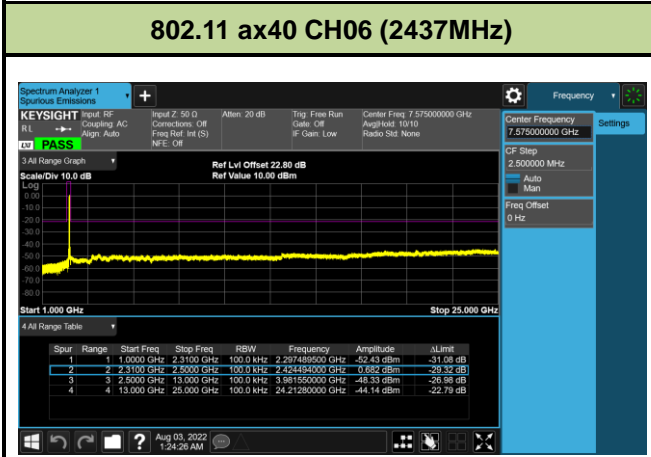 802.11 ax40 CH06 (2437MHz)
Spectrum Analyzer 1
Spurious Emissions
+
Frequency
KEYSIGHT Input: RF Input Z: 50 Ω Atten: 20 dB Trig: Free Run Center Freq: 7.575000000 GHz
RL Coupling: AC Corrections: Off Gate: Off Avg|Hold: 10/10
Align: Auto Freq Ref: Int (S) IF Gain: Low Radio Std: None
LXI PASS NFE: Off
Center Frequency
7.575000000 GHz
Settings
CF Step
2.500000 MHz
Auto
Man
Freq Offset
0 Hz
3 All Range Graph
Ref Lvl Offset 22.80 dB
Scale/Div 10.0 dB Ref Value 10.00 dBm
Log
0.00
-10.0
-20.0
-30.0
-40.0
-50.0
-60.0
-70.0
-80.0
Start 1.000 GHz Stop 25.000 GHz
4 All Range Table
Spur Range Start Freq Stop Freq RBW Frequency Amplitude ΔLimit
1 1 1.0000 GHz 2.3100 GHz 100.0 kHz 2.297489500 GHz -52.43 dBm -31.08 dB
2 2 2.3100 GHz 2.5000 GHz 100.0 kHz 2.424494000 GHz 0.682 dBm -29.32 dB
3 3 2.5000 GHz 13.000 GHz 100.0 kHz 3.981550000 GHz -48.33 dBm -26.98 dB
4 4 13.000 GHz 25.000 GHz 100.0 kHz 24.21280000 GHz -44.14 dBm -22.79 dB
? Aug 03, 2022
1:24:26 AM